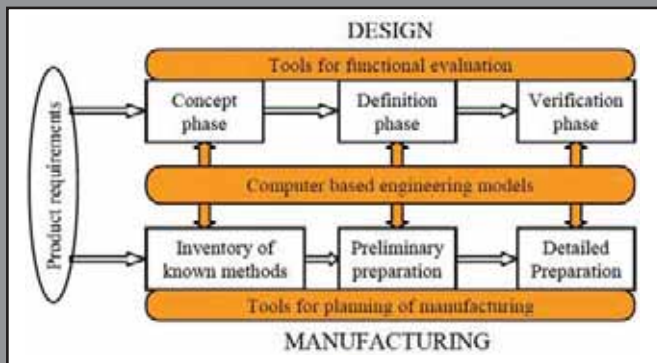 DESIGN
Tools for functional evaluation
Product requirements
Concept
phase
Definition
phase
Verification
phase
Computer based engineering models
Inventory of
known methods
Preliminary
preparation
Detailed
Preparation
Tools for planning of manufacturing
MANUFACTURING